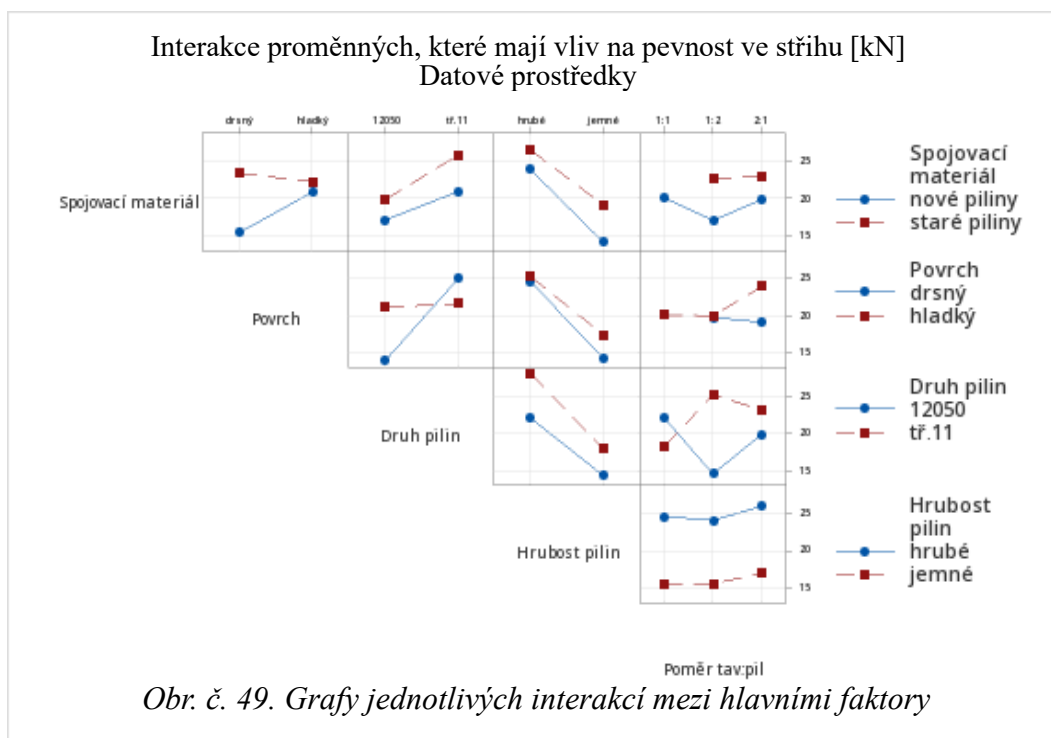 Interakce proměnných, které mají vliv na pevnost ve střihu [kN]
Datové prostředky
drsný hladký 12050 tř.11 hrubé jemné 1:1 1:2 2:1
Spojovací materiál
25
20
15
Spojovací
materiál
nové piliny
staré piliny
Povrch
25
20
15
Povrch
drsný
hladký
Druh pilin
25
20
15
Druh pilin
12050
tř.11
Hrubost pilin
25
20
15
Hrubost
pilin
hrubé
jemné
Poměr tav:pil
Obr. č. 49. Grafy jednotlivých interakcí mezi hlavními faktory